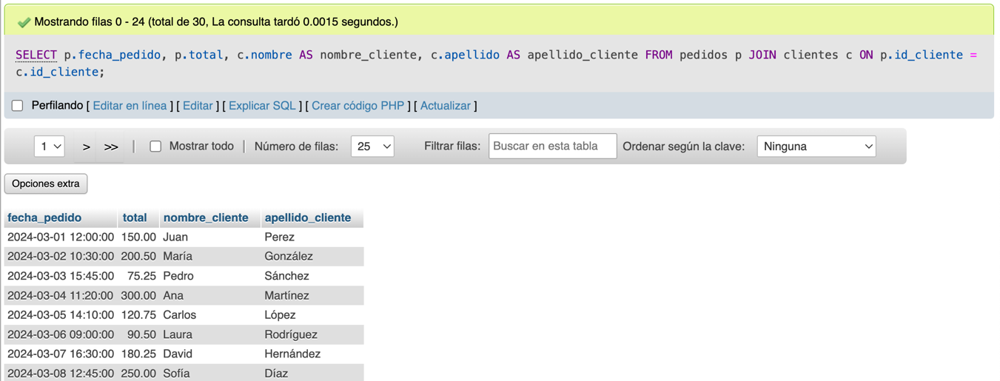 Mostrando filas 0 - 24 (total de 30, La consulta tardó 0.0015 segundos.)
SELECT p.fecha_pedido, p.total, c.nombre AS nombre_cliente, c.apellido AS apellido_cliente FROM pedidos p JOIN clientes c ON p.id_cliente =
c.id_cliente;
Perfilando [ Editar en línea ] [ Editar ] [ Explicar SQL ] [ Crear código PHP ] [ Actualizar ]
1 > >> | Mostrar todo | Número de filas: 25 Filtrar filas: Buscar en esta tabla Ordenar según la clave: Ninguna
Opciones extra
fecha_pedido total nombre_cliente apellido_cliente
2024-03-01 12:00:00 150.00 Juan Perez
2024-03-02 10:30:00 200.50 María González
2024-03-03 15:45:00 75.25 Pedro Sánchez
2024-03-04 11:20:00 300.00 Ana Martínez
2024-03-05 14:10:00 120.75 Carlos López
2024-03-06 09:00:00 90.50 Laura Rodríguez
2024-03-07 16:30:00 180.25 David Hernández
2024-03-08 12:45:00 250.00 Sofía Díaz